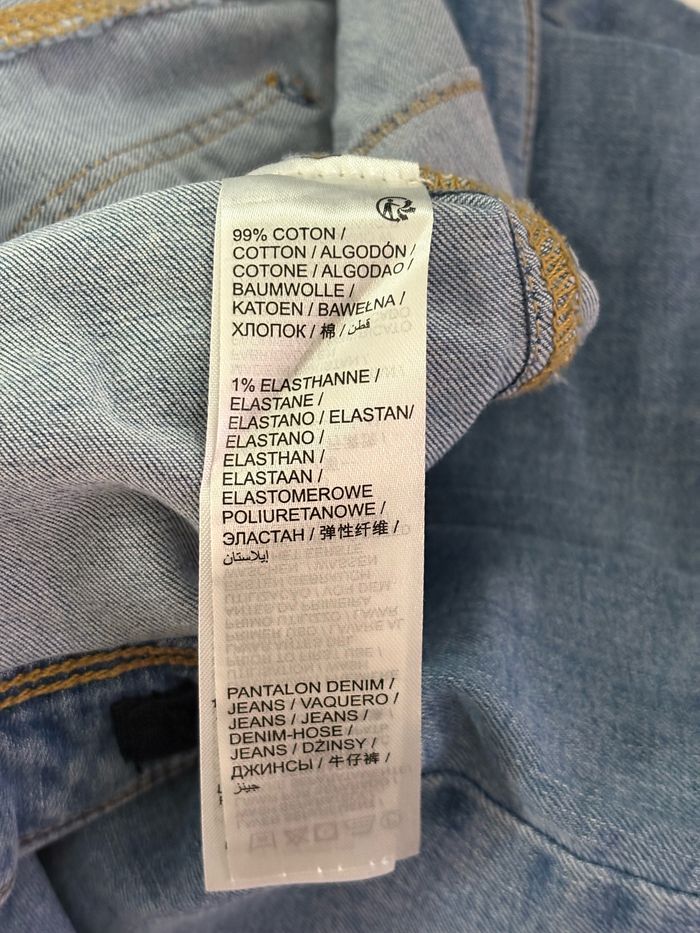 99% COTON /
COTTON / ALGODÓN /
COTONE / ALGODAO /
BAUMWOLLE /
KATOEN / BAWEŁNA /
ХЛОПОК / 棉 / قطن
1% ELASTHANNE /
ELASTANE /
ELASTANO / ELASTAN/
ELASTANO /
ELASTHAN /
ELASTAAN /
ELASTOMEROWE
POLIURETANOWE /
ЭЛАСТАН / 弹性纤维 /
إيلاستان
PANTALON DENIM /
JEANS / VAQUERO /
JEANS / JEANS /
DENIM-HOSE /
JEANS / DŻINSY /
ДЖИНСЫ / 牛仔裤 /
جينز